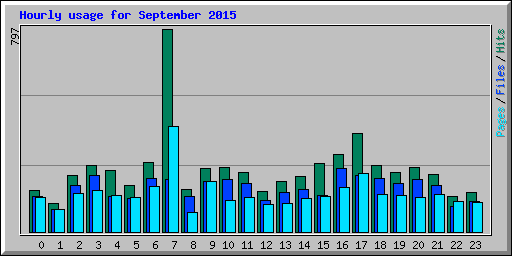 Hourly usage for September 2015
797
Pages/Files/Hits
0 1 2 3 4 5 6 7 8 9 10 11 12 13 14 15 16 17 18 19 20 21 22 23